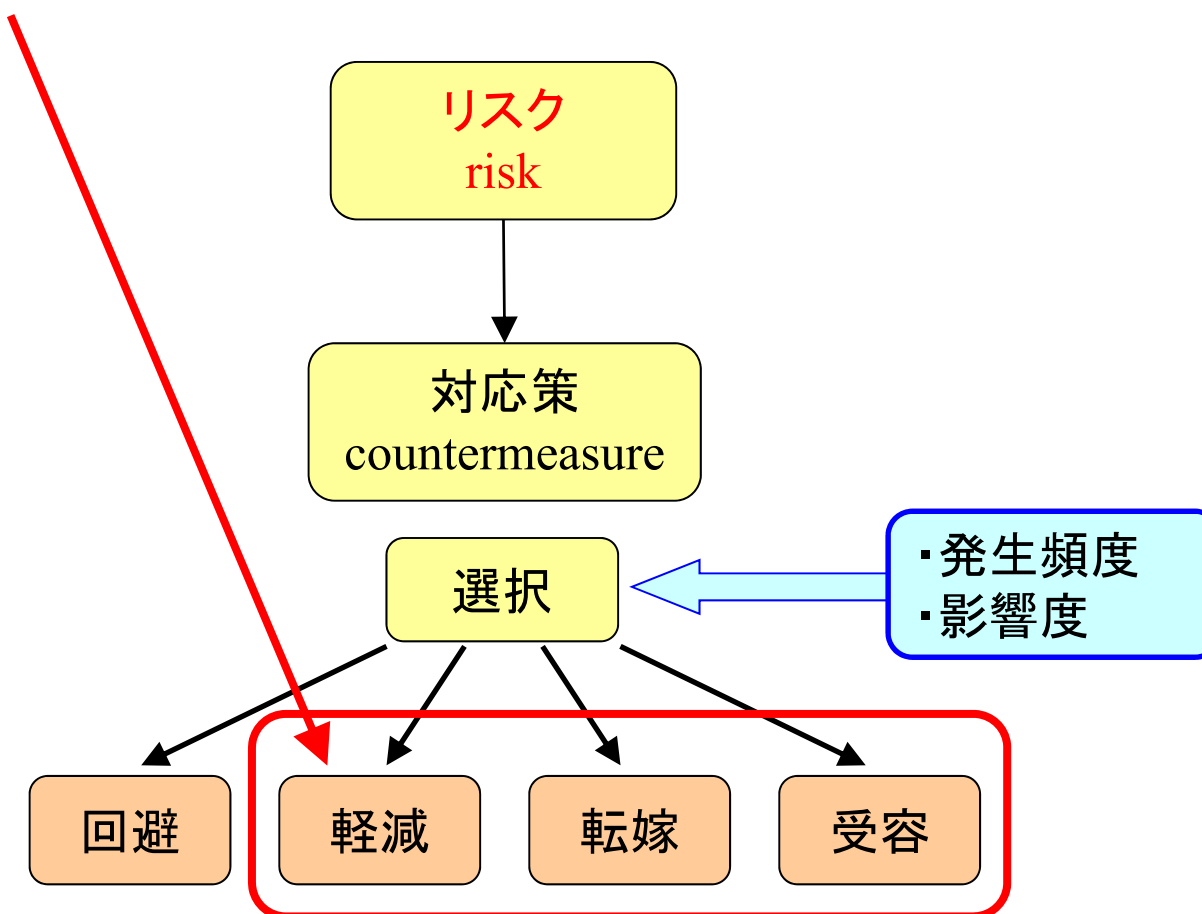 リスク
risk
対応策
countermeasure
選択
・発生頻度
・影響度
回避
軽減
転嫁
受容